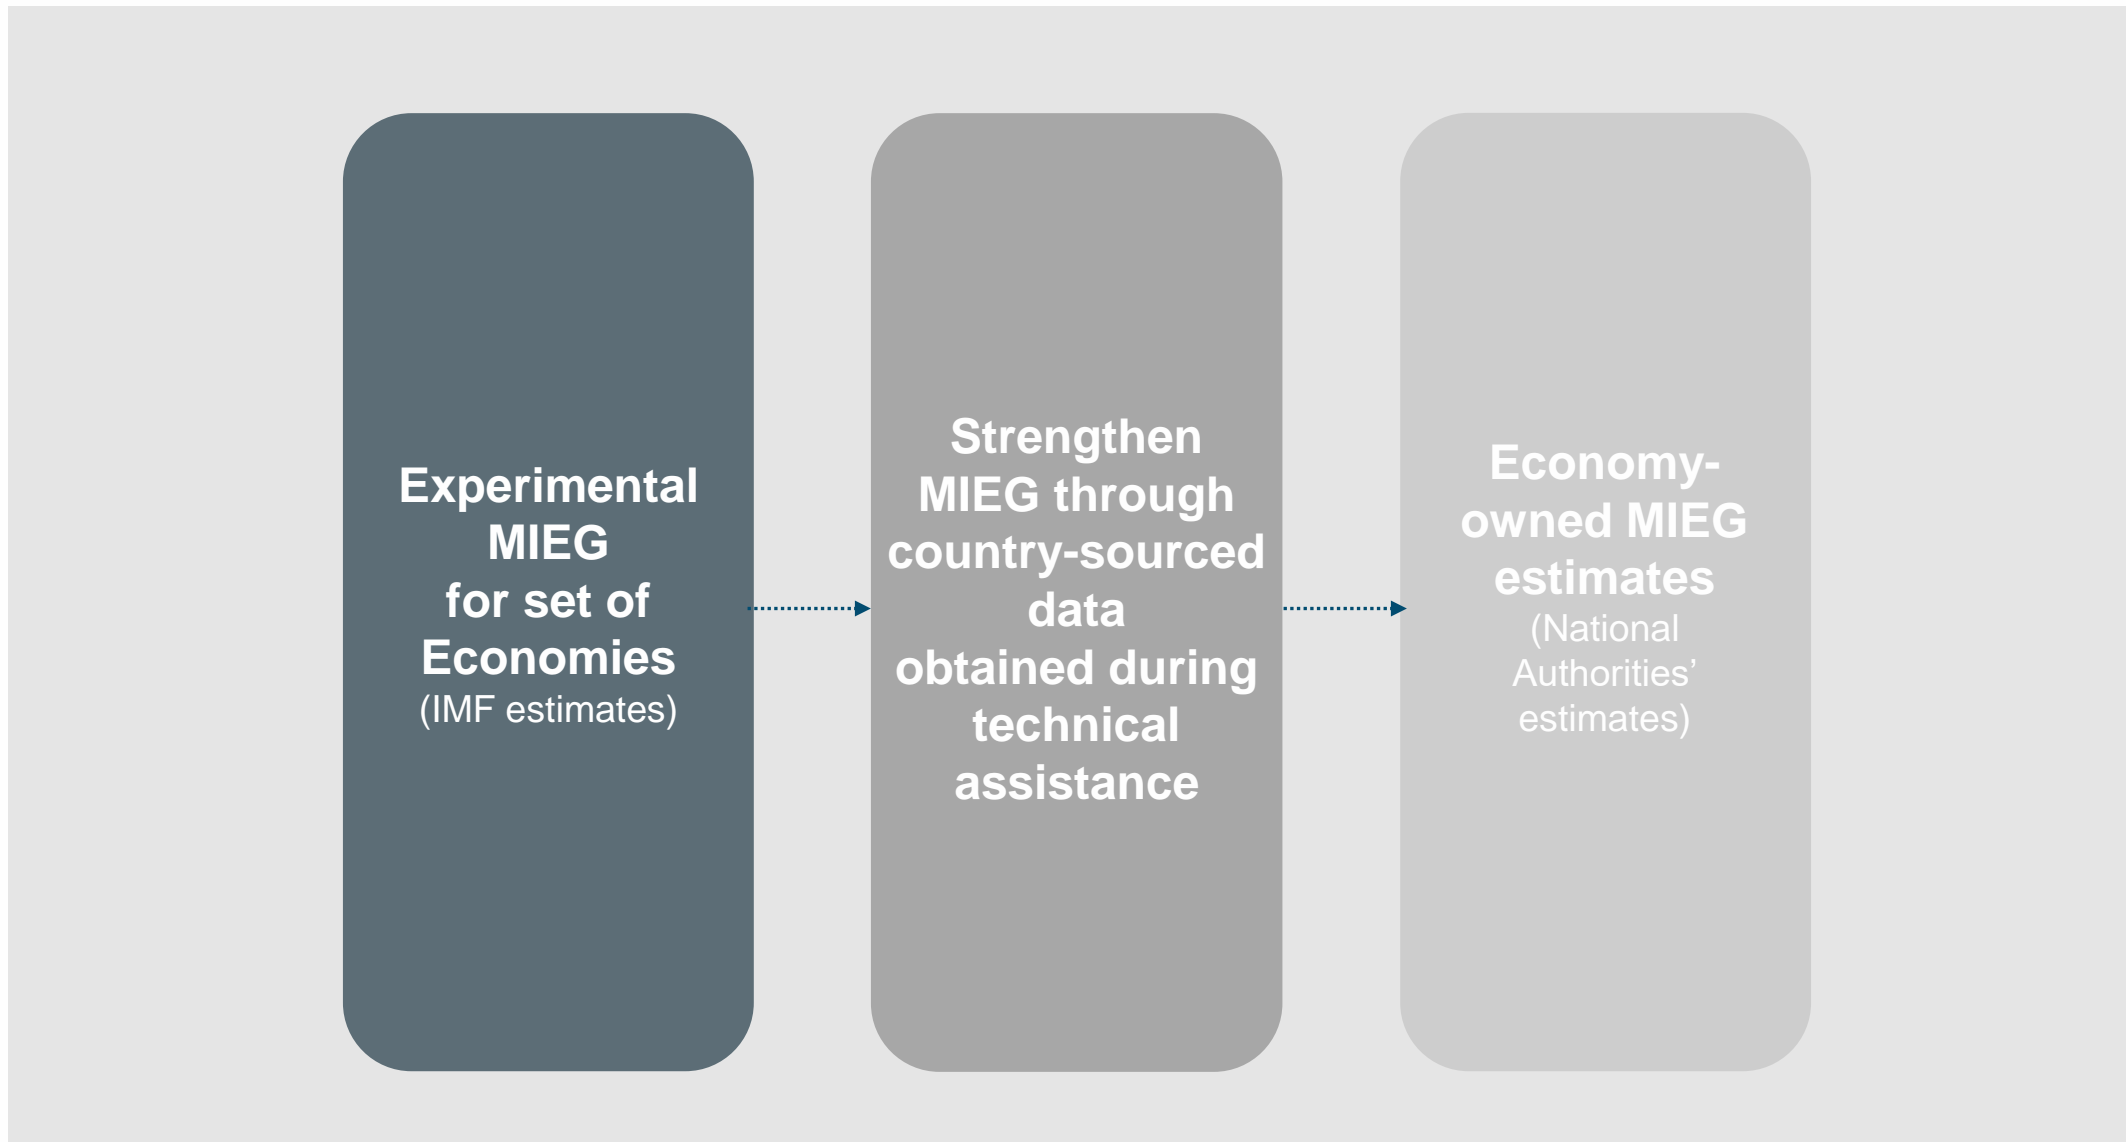 Experimental
MIEG
for set of
Economies
(IMF estimates)
Strengthen
MIEG through
country-sourced
data
obtained during
technical
assistance
Economy-
owned MIEG
estimates
(National
Authorities’
estimates)